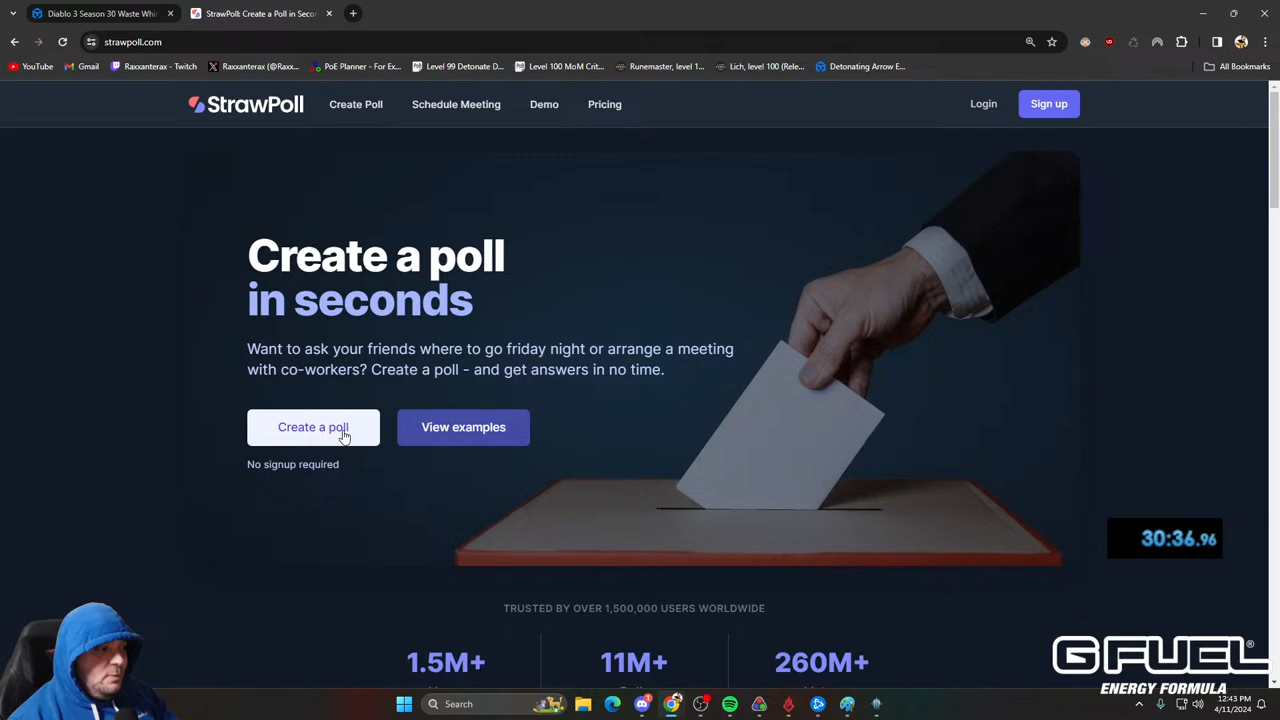 Diablo 3 Season 30 Waste Whi
StrawPoll: Create a Poll in Secon
strawpoll.com
YouTube
Gmail
Raxxanterax - Twitch
Raxxanterax (@Raxx...
PoE Planner - For Ex...
Level 99 Detonate D...
Level 100 MoM Crit...
Runemaster, level 1...
Lich, level 100 (Rele...
Detonating Arrow E...
All Bookmarks
StrawPoll
Create Poll
Schedule Meeting
Demo
Pricing
Login
Sign up
Create a poll
in seconds
Want to ask your friends where to go friday night or arrange a meeting
with co-workers? Create a poll - and get answers in no time.
Create a poll
View examples
No signup required
30:36.96
TRUSTED BY OVER 1,500,000 USERS WORLDWIDE
1.5M+
11M+
260M+
G FUEL®
ENERGY FORMULA
Search
12:43 PM
4/11/2024